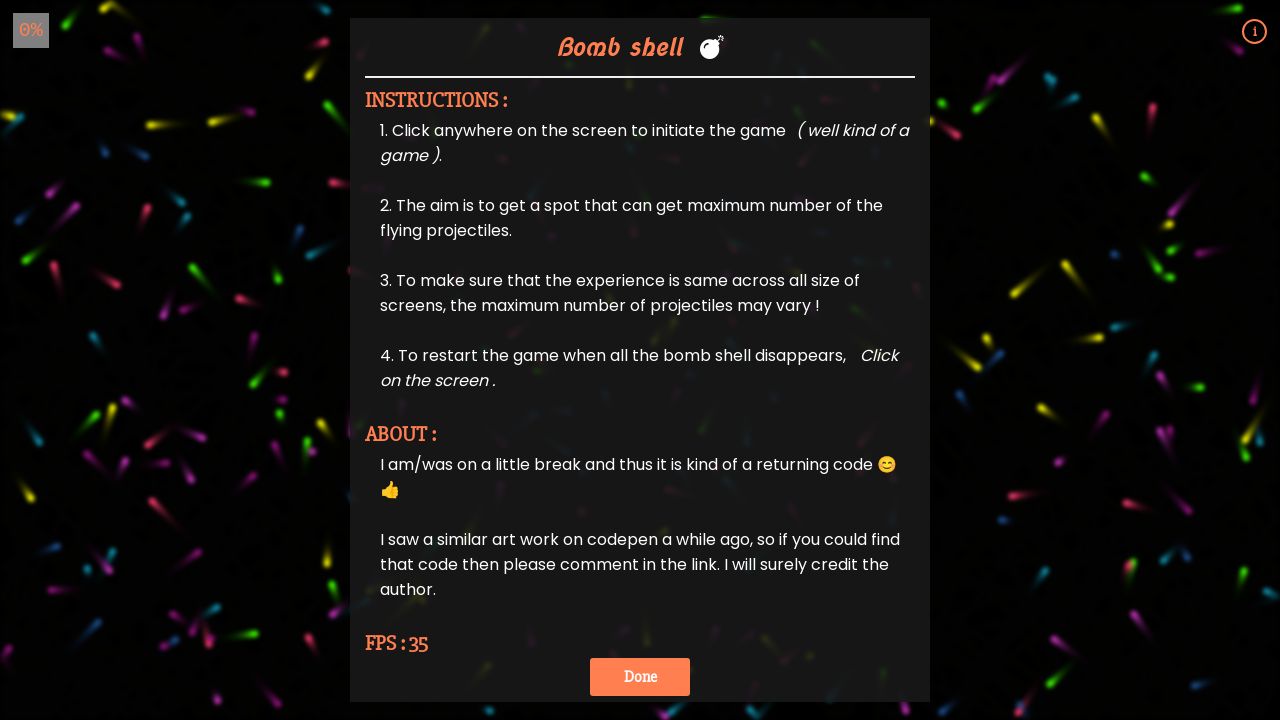 0%
i
Bomb shell 💣
INSTRUCTIONS :
1. Click anywhere on the screen to initiate the game ( well kind of a
game ).
2. The aim is to get a spot that can get maximum number of the
flying projectiles.
3. To make sure that the experience is same across all size of
screens, the maximum number of projectiles may vary !
4. To restart the game when all the bomb shell disappears, Click
on the screen .
ABOUT :
I am/was on a little break and thus it is kind of a returning code 😊
👍
I saw a similar art work on codepen a while ago, so if you could find
that code then please comment in the link. I will surely credit the
author.
FPS : 35
Done